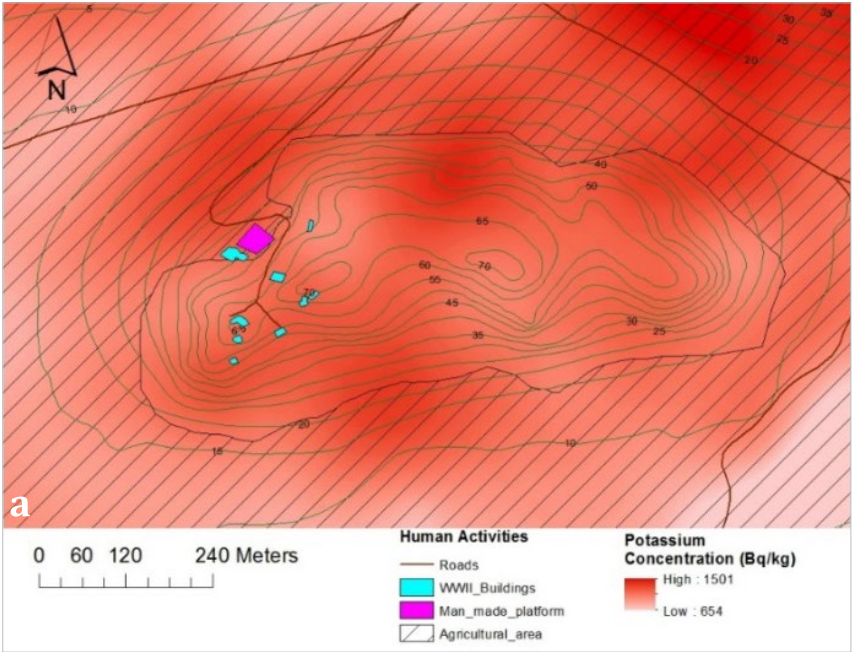 5
30
35
25
20
10
N
40
50
65
60
70
55
70
45
65
30
25
35
20
15
10
a
0 60 120 240 Meters
Human Activities
Roads
WWII_Buildings
Man_made_platform
Agricultural_area
Potassium
Concentration (Bq/kg)
High : 1501
Low : 654